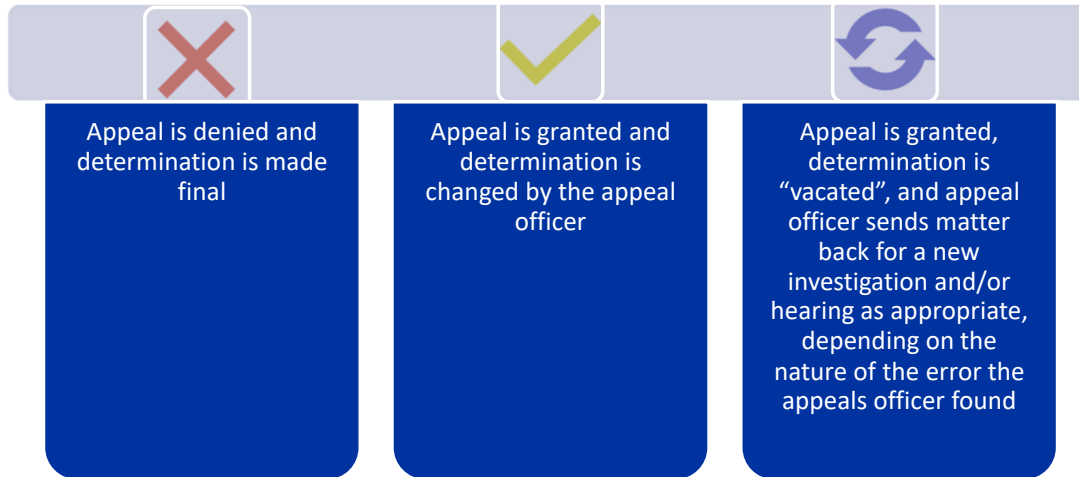 Appeal is denied and
determination is made
final
Appeal is granted and
determination is
changed by the appeal
officer
Appeal is granted,
determination is
“vacated”, and appeal
officer sends matter
back for a new
investigation and/or
hearing as appropriate,
depending on the
nature of the error the
appeals officer found